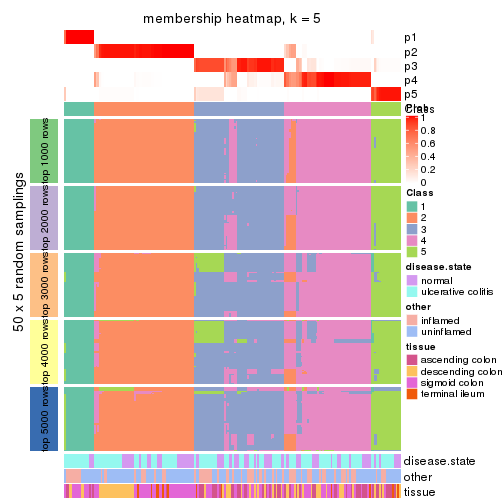 membership heatmap, k = 5
p1
p2
p3
p4
p5
Class
Prob
1
0.8
0.6
0.4
0.2
0
Class
1
2
3
4
5
disease.state
normal
ulcerative colitis
other
inflamed
uninflamed
tissue
ascending colon
descending colon
sigmoid colon
terminal ileum
50 x 5 random samplings
top 1000 rows
top 2000 rows
top 3000 rows
top 4000 rows
top 5000 rows
disease.state
other
tissue